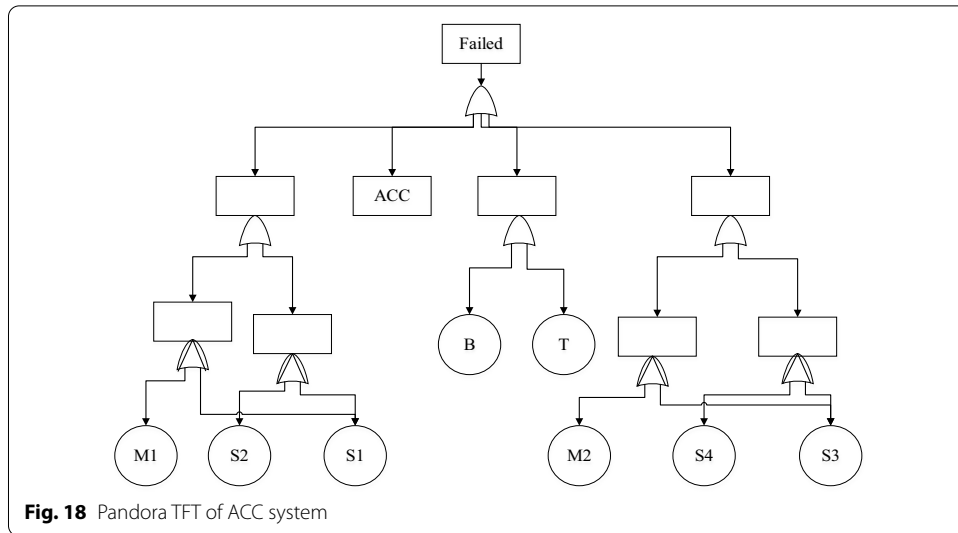 Failed
ACC
B T
M1 S2 S1 M2 S4 S3
Fig. 18 Pandora TFT of ACC system